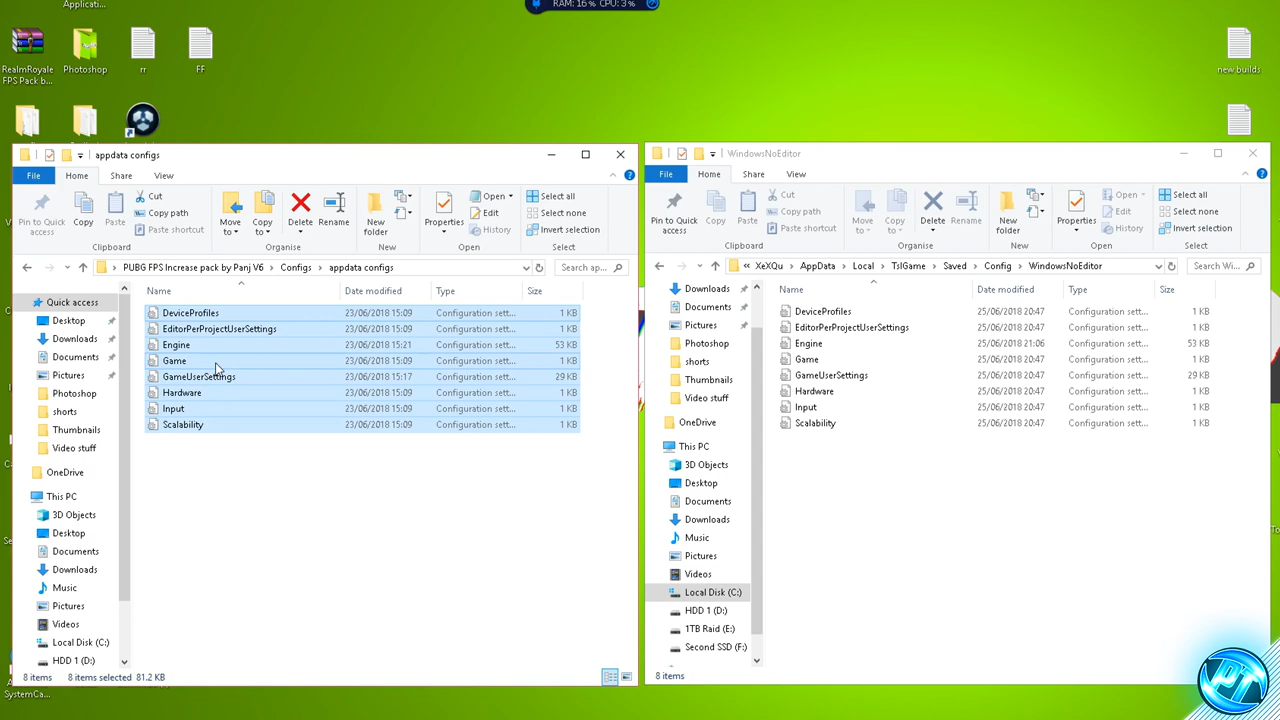 Applicati...
RAM: 16% CPU: 3%
RealmRoyale
FPS Pack b...
Photoshop
rr
FF
new builds
appdata configs
File
Home
Share
View
Pin to Quick
access
Copy
Paste
Cut
Copy path
Paste shortcut
Move
to
Copy
to
Delete
Rename
New
folder
Properties
Open
Edit
History
Select all
Select none
Invert selection
Clipboard
Organise
New
Open
Select
PUBG FPS Increase pack by Panj V6
Configs
appdata configs
Search ap...
Name
Date modified
Type
Size
DeviceProfiles 23/06/2018 15:09 Configuration sett... 1 KB
EditorPerProjectUserSettings 23/06/2018 15:09 Configuration sett... 1 KB
Engine 23/06/2018 15:21 Configuration sett... 53 KB
Game 23/06/2018 15:09 Configuration sett... 1 KB
GameUserSettings 23/06/2018 15:17 Configuration sett... 29 KB
Hardware 23/06/2018 15:09 Configuration sett... 1 KB
Input 23/06/2018 15:09 Configuration sett... 1 KB
Scalability 23/06/2018 15:09 Configuration sett... 1 KB
Quick access
Desktop
Downloads
Documents
Pictures
Photoshop
shorts
Thumbnails
Video stuff
OneDrive
This PC
3D Objects
Desktop
Documents
Downloads
Music
Pictures
Videos
Local Disk (C:)
HDD 1 (D:)
8 items
8 items selected 81.2 KB
SystemCa...
WindowsNoEditor
File
Home
Share
View
Pin to Quick
access
Copy
Paste
Cut
Copy path
Paste shortcut
Move
to
Copy
to
Delete
Rename
New
folder
Properties
Open
Edit
History
Select all
Select none
Invert selection
Clipboard
Organise
New
Open
Select
XeXQu
AppData
Local
TslGame
Saved
Config
WindowsNoEditor
Search Wi...
Name
Date modified
Type
Size
DeviceProfiles 25/06/2018 20:47 Configuration sett... 1 KB
EditorPerProjectUserSettings 25/06/2018 20:47 Configuration sett... 1 KB
Engine 25/06/2018 21:06 Configuration sett... 53 KB
Game 25/06/2018 20:47 Configuration sett... 1 KB
GameUserSettings 25/06/2018 20:47 Configuration sett... 29 KB
Hardware 25/06/2018 20:47 Configuration sett... 1 KB
Input 25/06/2018 20:47 Configuration sett... 1 KB
Scalability 25/06/2018 20:47 Configuration sett... 1 KB
Downloads
Documents
Pictures
Photoshop
shorts
Thumbnails
Video stuff
OneDrive
This PC
3D Objects
Desktop
Documents
Downloads
Music
Pictures
Videos
Local Disk (C:)
HDD 1 (D:)
1TB Raid (E:)
Second SSD (F:)
8 items
PT